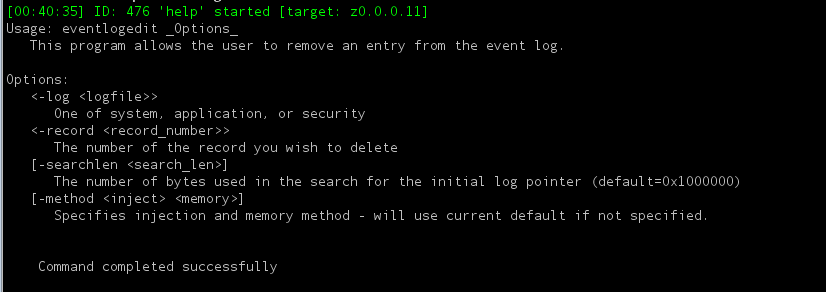 [00:40:35] ID: 476 'help' started [target: z0.0.0.11]
Usage: eventlogedit _Options_
This program allows the user to remove an entry from the event log.
Options:
<-log <logfile>>
One of system, application, or security
<-record <record_number>>
The number of the record you wish to delete
[-searchlen <search_len>]
The number of bytes used in the search for the initial log pointer (default=0x1000000)
[-method <inject> <memory>]
Specifies injection and memory method - will use current default if not specified.
Command completed successfully